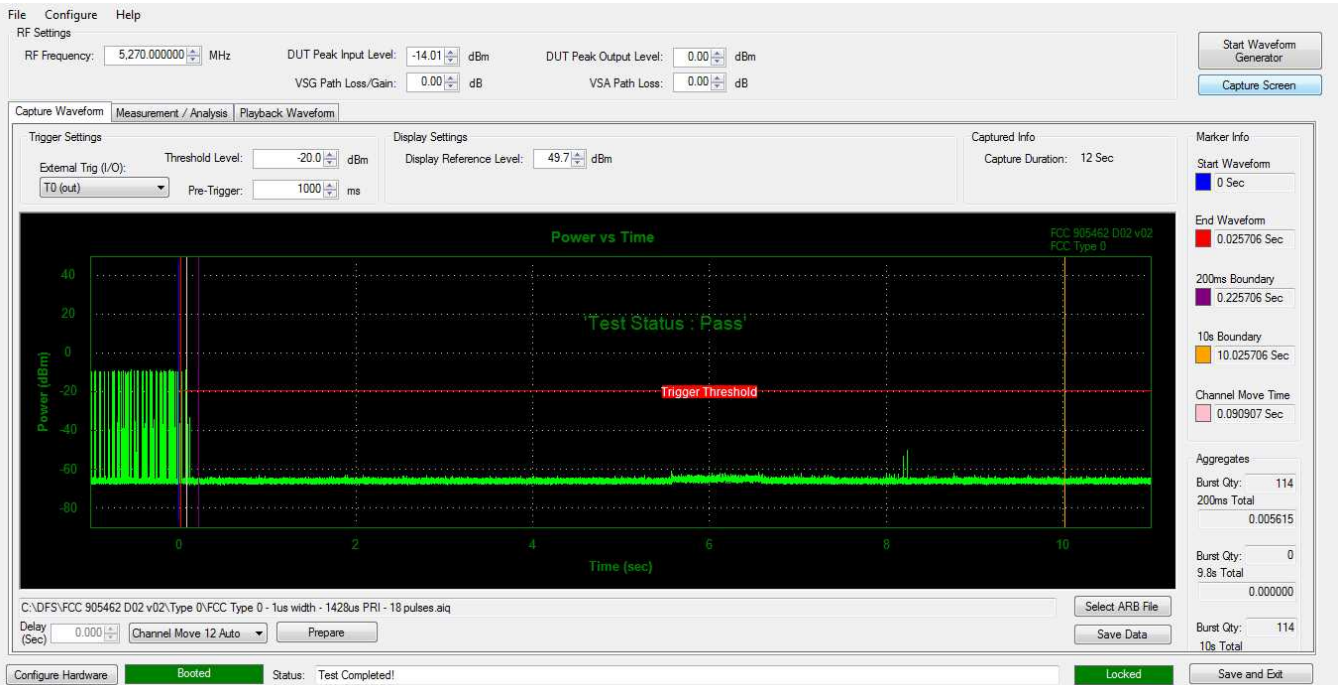 File Configure Help
RF Settings
RF Frequency: 5,270.000000 MHz DUT Peak Input Level: -14.01 dBm DUT Peak Output Level: 0.00 dBm
VSG Path Loss/Gain: 0.00 dB VSA Path Loss: 0.00 dB
Start Waveform
Generator
Capture Screen
Capture Waveform Measurement / Analysis Playback Waveform
Trigger Settings
External Trig (I/O):
T0 (out)
Threshold Level: -20.0 dBm
Pre-Trigger: 1000 ms
Display Settings
Display Reference Level: 49.7 dBm
Captured Info
Capture Duration: 12 Sec
Power vs Time
FCC 905462 D02 v02
FCC Type 0
'Test Status : Pass'
Trigger Threshold
Power (dBm)
40
20
0
-20
-40
-60
-80
0 2 4 6 8 10
Time (sec)
Marker Info
Start Waveform
0 Sec
End Waveform
0.025706 Sec
200ms Boundary
0.225706 Sec
10s Boundary
10.025706 Sec
Channel Move Time
0.090907 Sec
Aggregates
Burst Qty: 114
200ms Total
0.005615
Burst Qty: 0
9.8s Total
0.000000
Burst Qty: 114
10s Total
C:\DFS\FCC 905462 D02 v02\Type 0\FCC Type 0 - 1us width - 1428us PRI - 18 pulses.aiq
Select ARB File
Delay
(Sec) 0.000 Channel Move 12 Auto Prepare
Save Data
Configure Hardware Booted Status: Test Completed! Locked Save and Exit